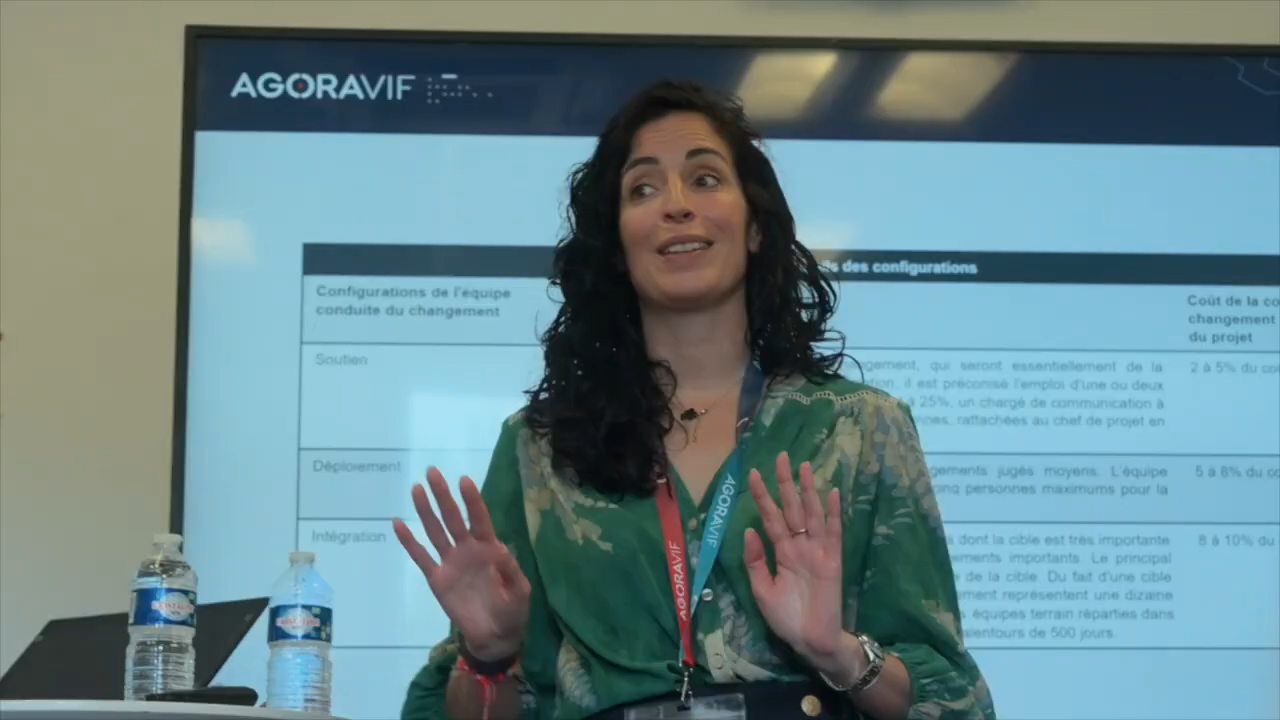 AGORAVIF
ls des configurations
Configurations de l'équipe
conduite du changement
Coût de la co
changement
du projet
Soutien
gement, qui seront essentiellement de la
tion, il est préconisé l'emploi d'une ou deux
à 25%, un chargé de communication à
nnes, rattachées au chef de projet en
2 à 5% du co
Déploiement
gements jugés moyens. L'équipe
cinq personnes maximums pour la
5 à 8% du co
Intégration
dont la cible est très importante
ements importants. Le principal
de la cible. Du fait d'une cible
ment représentent une dizaine
équipes terrain réparties dans
alentours de 500 jours.
8 à 10% du
AGORAVIF
AGORAVIF